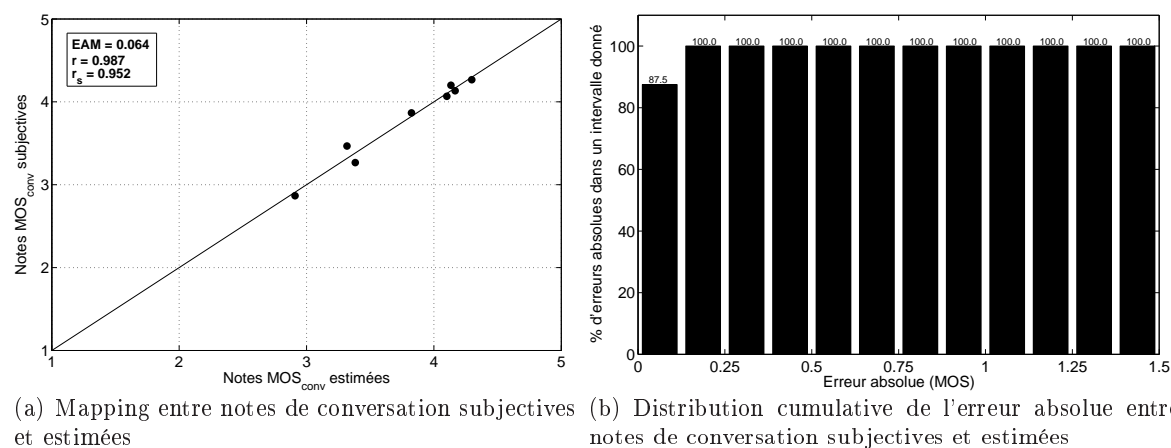 5
4
3
2
1
1 2 3 4 5
EAM = 0.064
r = 0.987
r_s = 0.952
Notes MOS_conv subjectives
Notes MOS_conv estimées
(a) Mapping entre notes de conversation subjectives
et estimées
100
80
60
40
20
0
87.5 100.0 100.0 100.0 100.0 100.0 100.0 100.0 100.0 100.0 100.0 100.0
0 0.25 0.5 0.75 1 1.25 1.5
% d'erreurs absolues dans un intervalle donné
Erreur absolue (MOS)
(b) Distribution cumulative de l'erreur absolue entre
notes de conversation subjectives et estimées